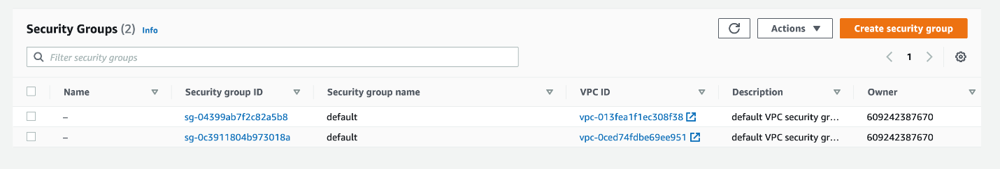 Security Groups (2) Info
Actions
Create security group
Filter security groups
1
Name Security group ID Security group name VPC ID Description Owner
– sg-04399ab7f2c82a5b8 default vpc-013fea1f1ec308f38 default VPC security gr... 609242387670
– sg-0c3911804b973018a default vpc-0ced74fdbe69ee951 default VPC security gr... 609242387670